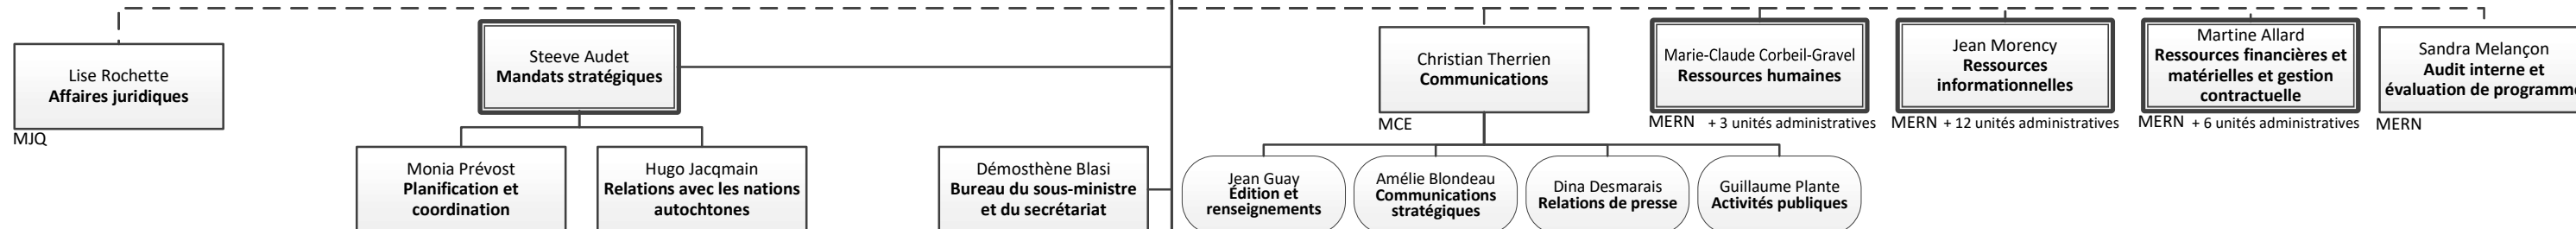 Lise Rochette
Affaires juridiques
MJQ
Steeve Audet
Mandats stratégiques
Monia Prévost
Planification et
coordination
Hugo Jacqmain
Relations avec les nations
autochtones
Démosthène Blasi
Bureau du sous-ministre
et du secrétariat
Christian Therrien
Communications
MCE
Jean Guay
Édition et
renseignements
Amélie Blondeau
Communications
stratégiques
Dina Desmarais
Relations de presse
Guillaume Plante
Activités publiques
Marie-Claude Corbeil-Gravel
Ressources humaines
MERN + 3 unités administratives
Jean Morency
Ressources
informationnelles
MERN + 12 unités administratives
Martine Allard
Ressources financières et
matérielles et gestion
contractuelle
MERN + 6 unités administratives
Sandra Melançon
Audit interne et
évaluation de programme
MERN